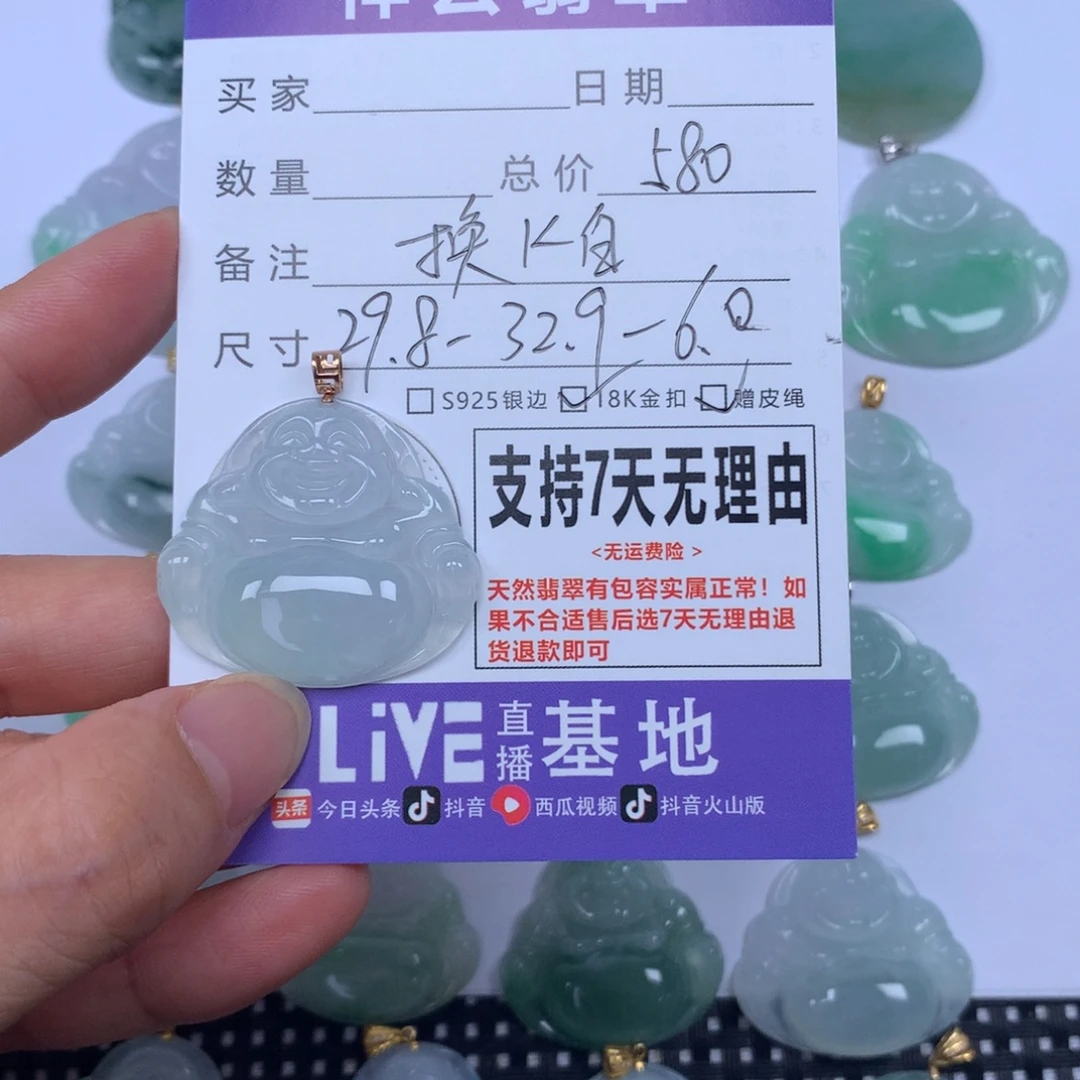 买家 日期
数量 总价 580
备注 换K自
尺寸 29.8-32.9-6.
S925银边 18K金扣 赠皮绳
支持7天无理由
<无运费险 >
天然翡翠有包容实属正常！如
果不合适售后选7天无理由退
货退款即可
LiVE直播基地
头条 今日头条 抖音 西瓜视频 抖音火山版